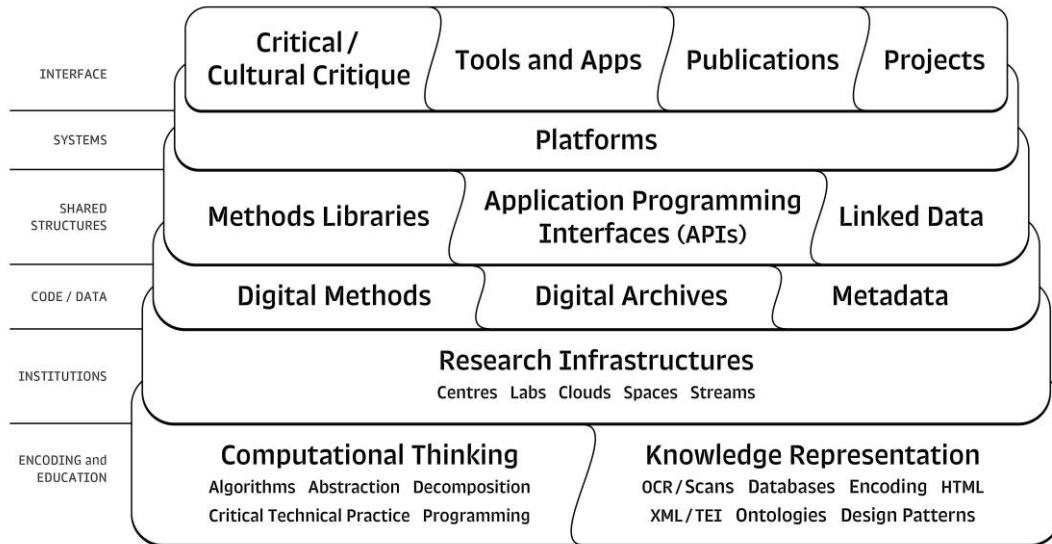 INTERFACE
Critical /
Cultural Critique
Tools and Apps
Publications
Projects
SYSTEMS
Platforms
SHARED
STRUCTURES
Methods Libraries
Application Programming
Interfaces (APIs)
Linked Data
CODE / DATA
Digital Methods
Digital Archives
Metadata
INSTITUTIONS
Research Infrastructures
Centres Labs Clouds Spaces Streams
ENCODING and
EDUCATION
Computational Thinking
Algorithms Abstraction Decomposition
Critical Technical Practice Programming
Knowledge Representation
OCR/Scans Databases Encoding HTML
XML/TEI Ontologies Design Patterns